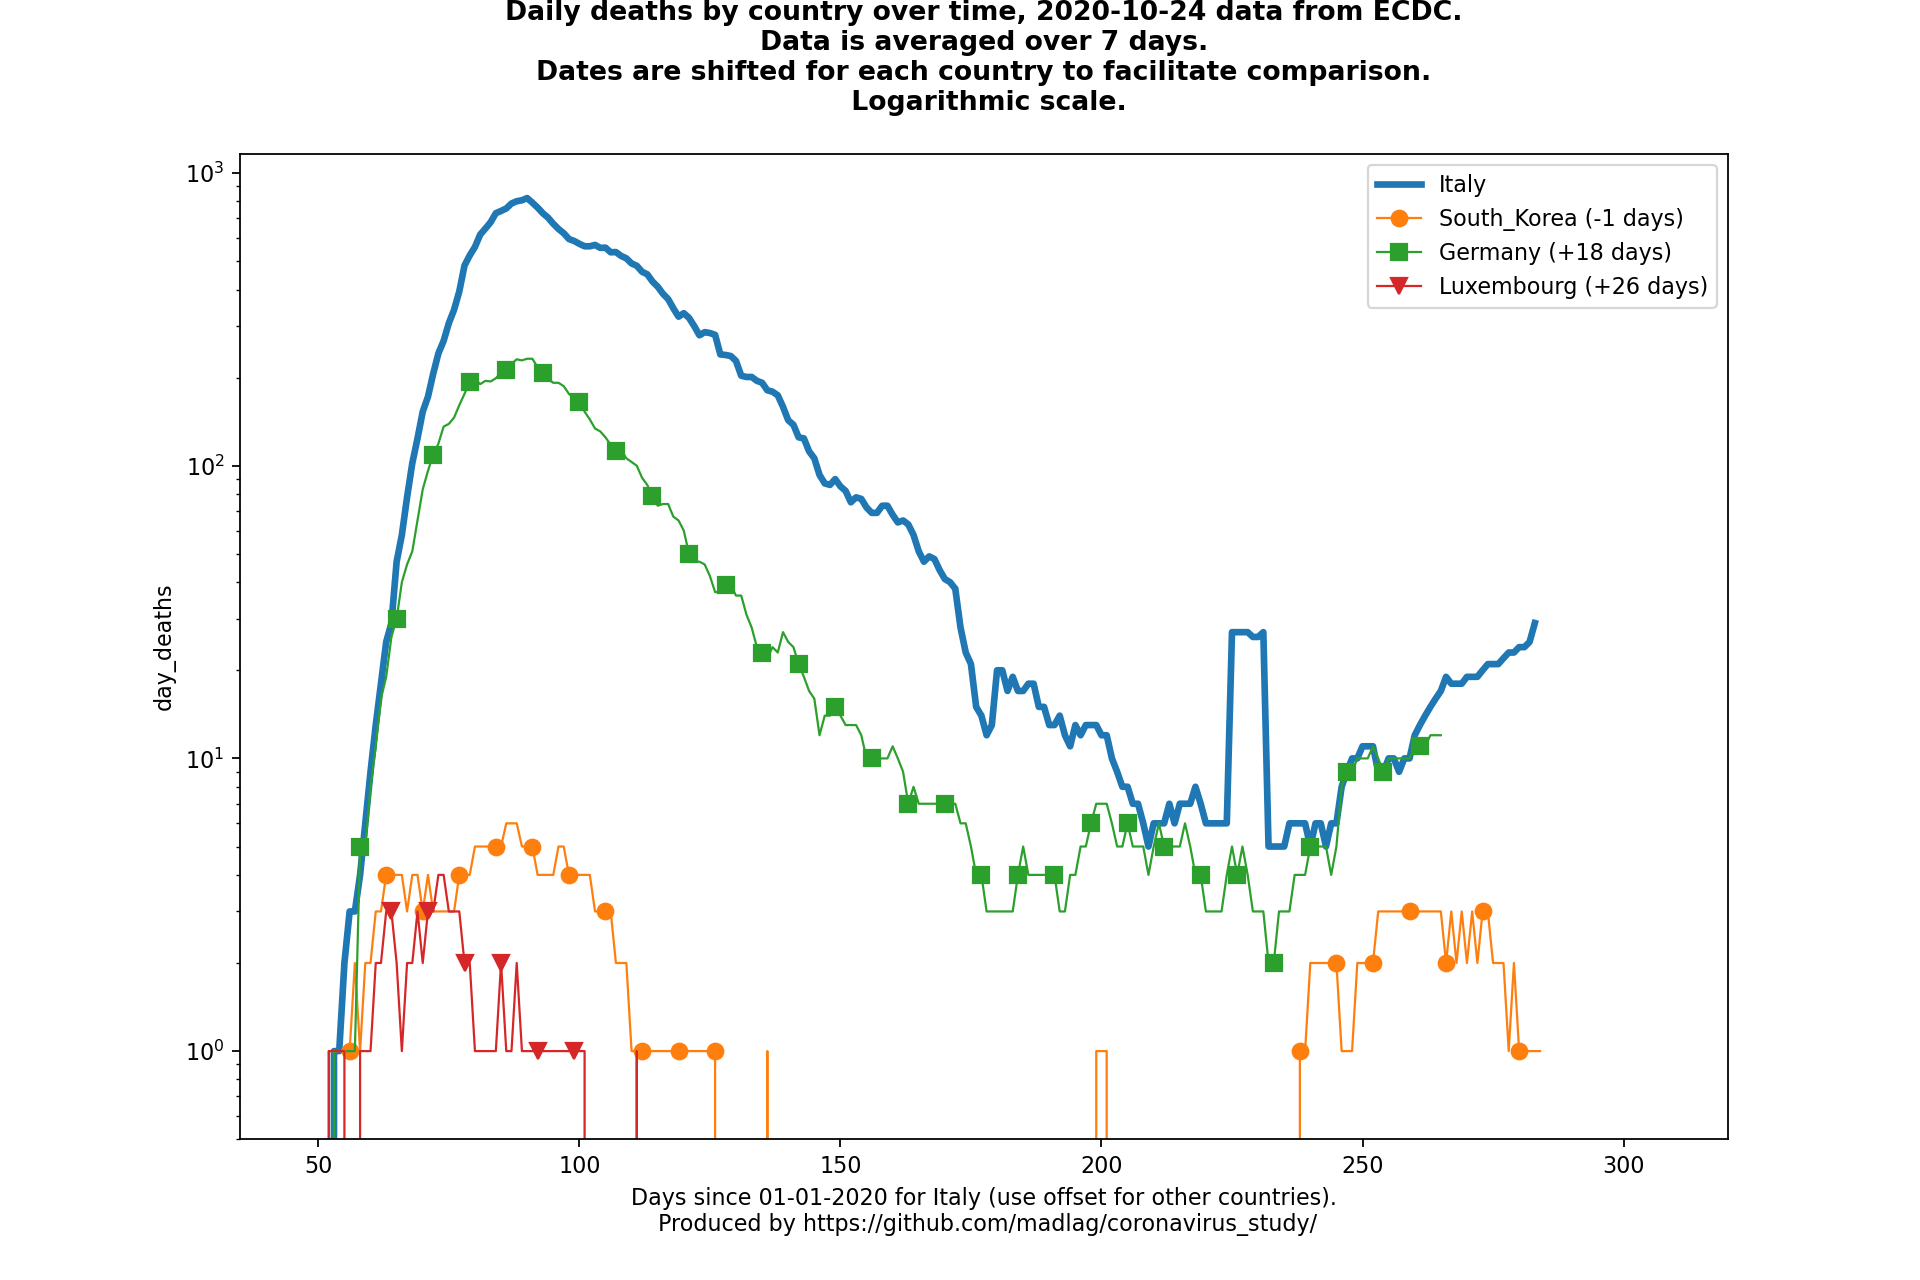 Daily deaths by country over time, 2020-10-24 data from ECDC.
Data is averaged over 7 days.
Dates are shifted for each country to facilitate comparison.
Logarithmic scale.
10³
10²
10¹
10⁰
day_deaths
Italy
South_Korea (-1 days)
Germany (+18 days)
Luxembourg (+26 days)
50 100 150 200 250 300
Days since 01-01-2020 for Italy (use offset for other countries).
Produced by https://github.com/madlag/coronavirus_study/